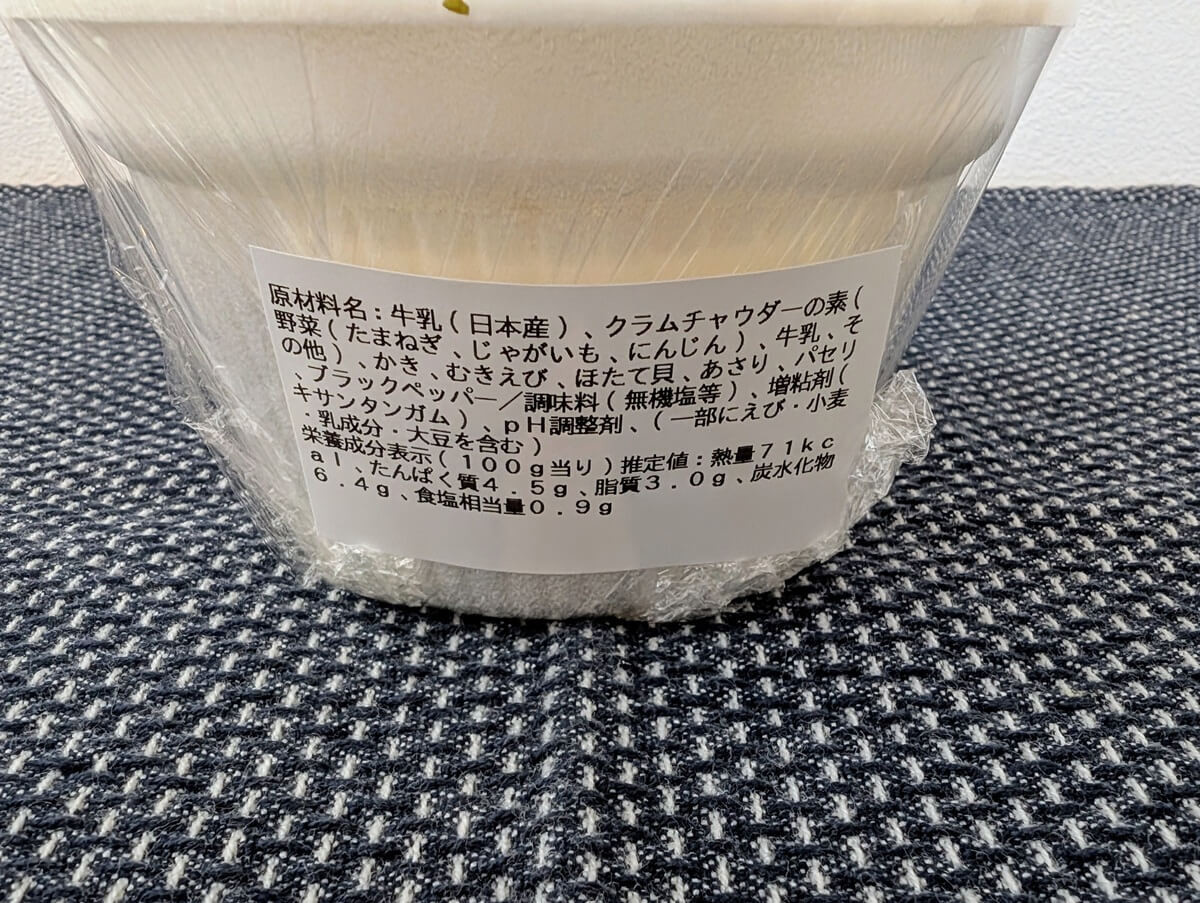 原材料名：牛乳（日本産）、クラムチャウダーの素（
野菜（たまねぎ、じゃがいも、にんじん）、牛乳、そ
の他）、かき、むきえび、ほたて貝、あさり、パセリ
、ブラックペッパー／調味料（無機塩等）、増粘剤（
キサンタンガム）、ｐＨ調整剤、（一部にえび・小麦
・乳成分・大豆を含む）
栄養成分表示（１００ｇ当り）推定値：熱量７１ｋｃ
ａｌ、たんぱく質４．５ｇ、脂質３．０ｇ、炭水化物
６．４ｇ、食塩相当量０．９ｇ